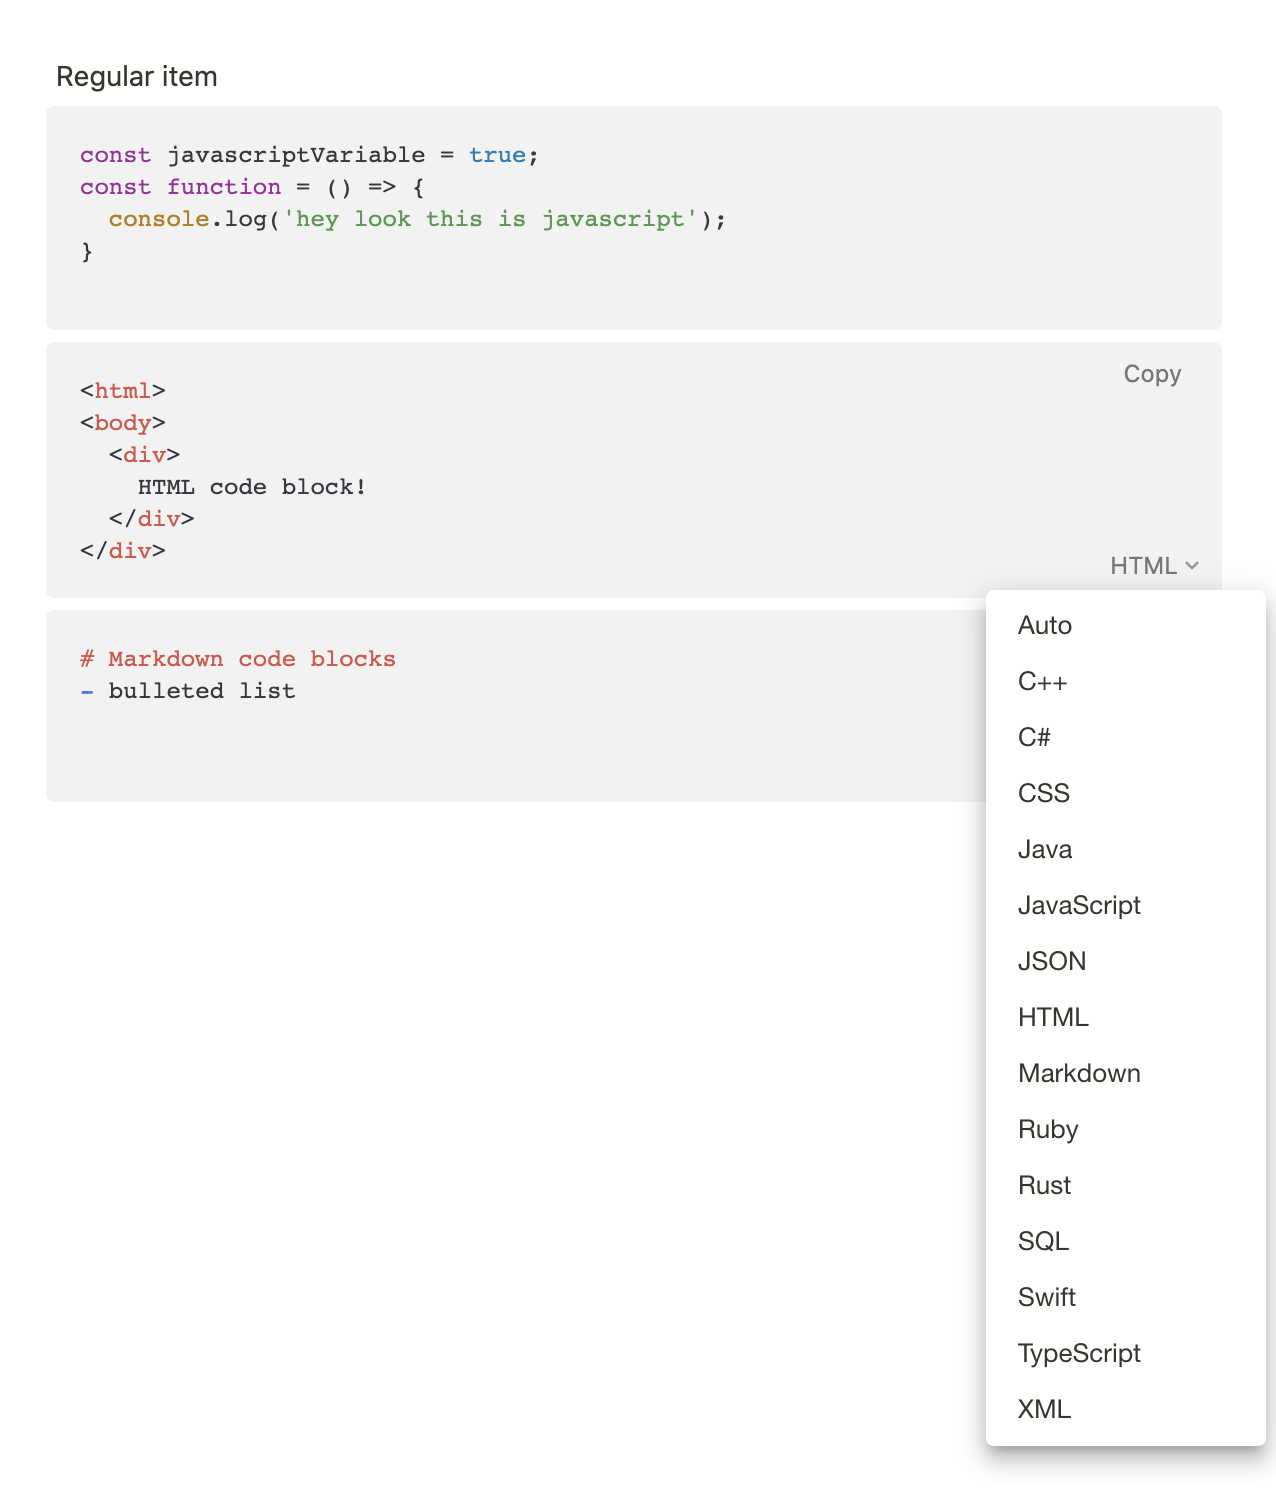 Regular item
const javascriptVariable = true;
const function = () => {
  console.log('hey look this is javascript');
}
Copy
<html>
<body>
  <div>
    HTML code block!
  </div>
</div>
HTML
# Markdown code blocks
- bulleted list
Auto
C++
C#
CSS
Java
JavaScript
JSON
HTML
Markdown
Ruby
Rust
SQL
Swift
TypeScript
XML